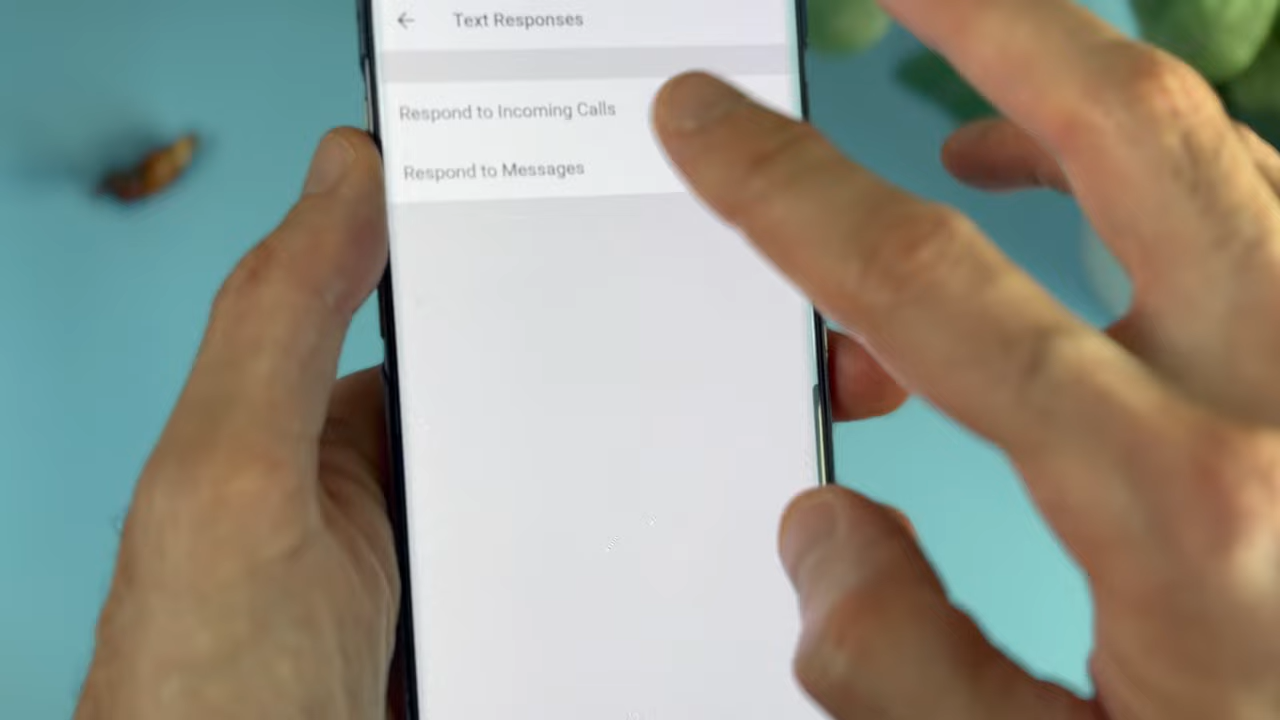 Text Responses
Respond to Incoming Calls
Respond to Messages